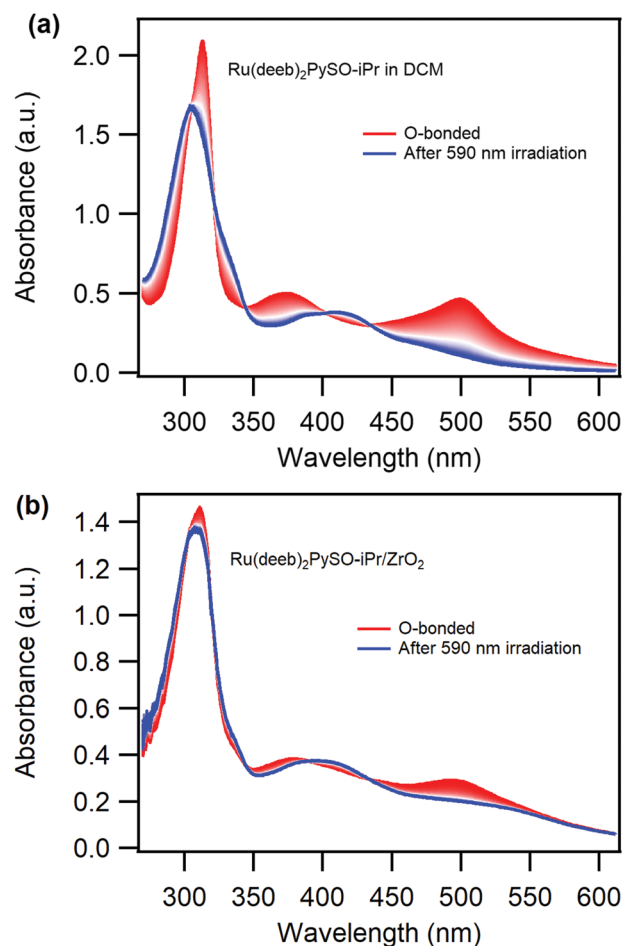 (a)
Ru(deeb)₂PySO-iPr in DCM
O-bonded
After 590 nm irradiation
Absorbance (a.u.)
2.0
1.5
1.0
0.5
0.0
300 350 400 450 500 550 600
Wavelength (nm)
(b)
Ru(deeb)₂PySO-iPr/ZrO₂
O-bonded
After 590 nm irradiation
Absorbance (a.u.)
1.4
1.2
1.0
0.8
0.6
0.4
0.2
0.0
300 350 400 450 500 550 600
Wavelength (nm)